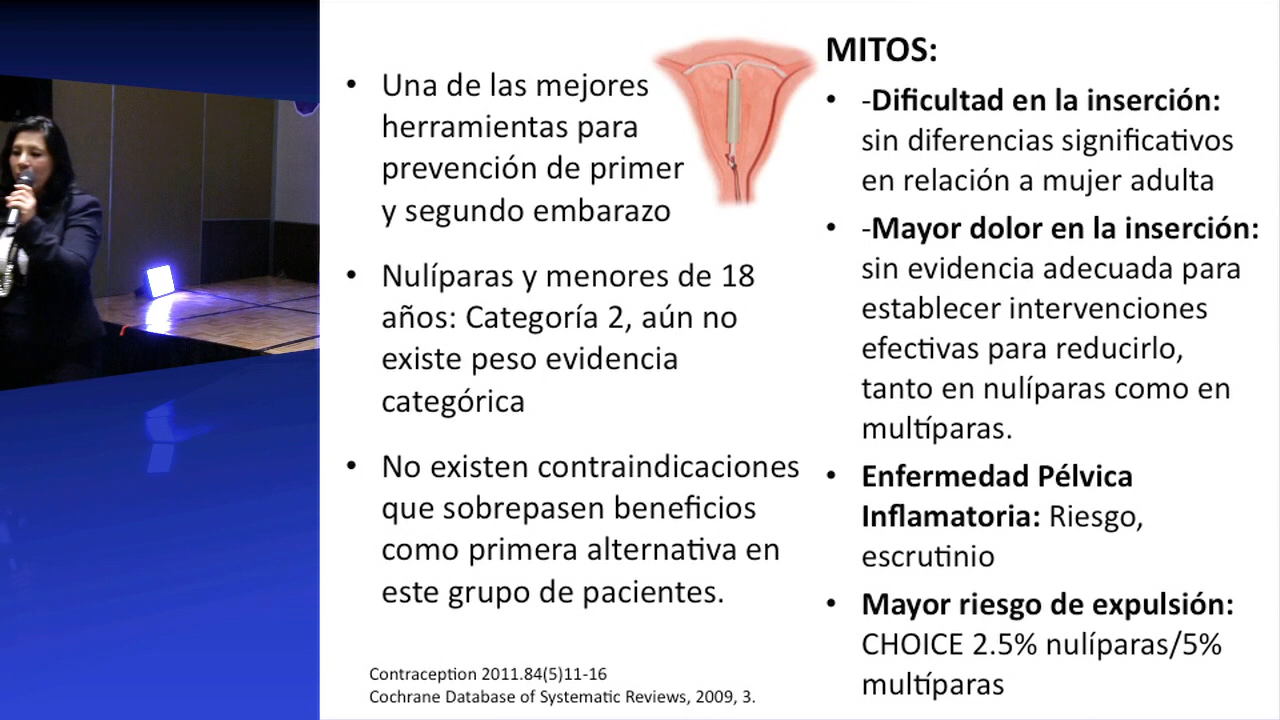 • Una de las mejores
herramientas para
prevención de primer
y segundo embarazo
• Nulíparas y menores de 18
años: Categoría 2, aún no
existe peso evidencia
categórica
• No existen contraindicaciones
que sobrepasen beneficios
como primera alternativa en
este grupo de pacientes.
Contraception 2011.84(5)11-16
Cochrane Database of Systematic Reviews, 2009, 3.
MITOS:
• -Dificultad en la inserción:
sin diferencias significativos
en relación a mujer adulta
• -Mayor dolor en la inserción:
sin evidencia adecuada para
establecer intervenciones
efectivas para reducirlo,
tanto en nulíparas como en
multíparas.
• Enfermedad Pélvica
Inflamatoria: Riesgo,
escrutinio
• Mayor riesgo de expulsión:
CHOICE 2.5% nulíparas/5%
multíparas